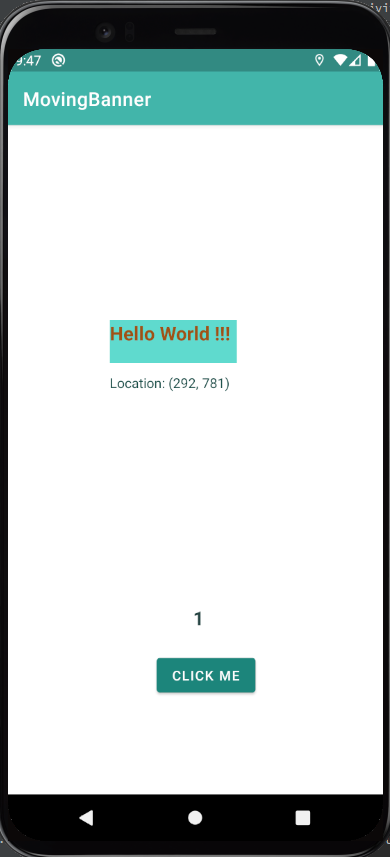 9:47
MovingBanner
Hello World !!!
Location: (292, 781)
1
CLICK ME